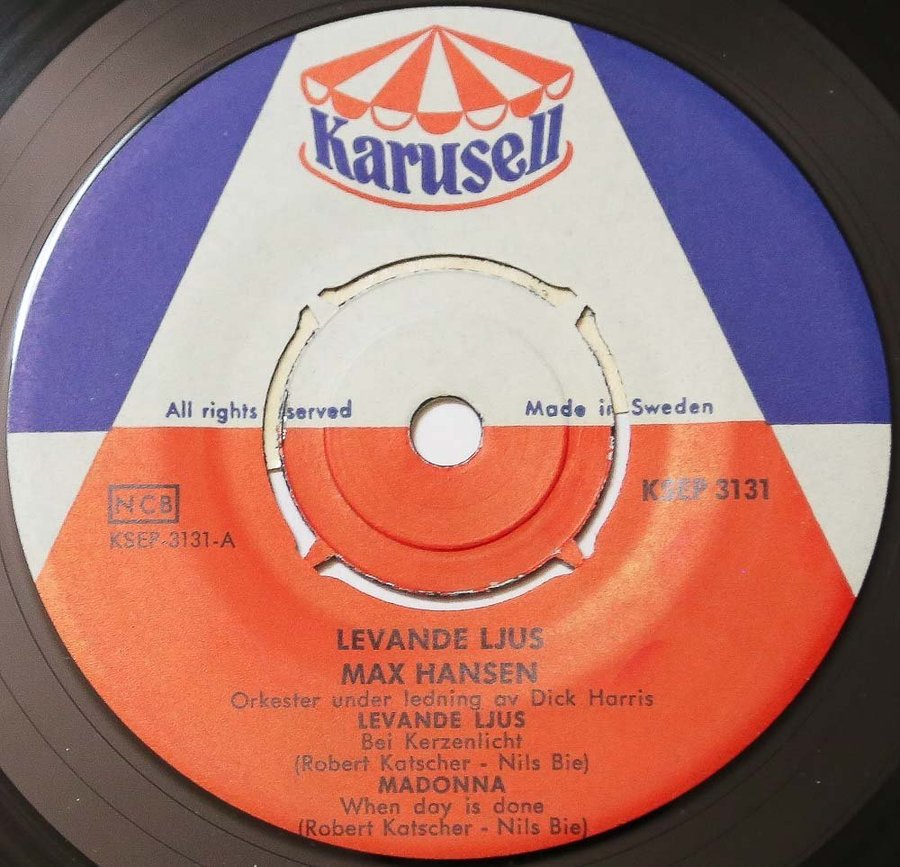 Karusell
All rights served
Made in Sweden
NCB
KSEP-3131-A
KSEP 3131
LEVANDE LJUS
MAX HANSEN
Orkester under ledning av Dick Harris
LEVANDE LJUS
Bei Kerzenlicht
(Robert Katscher - Nils Bie)
MADONNA
When day is done
(Robert Katscher - Nils Bie)